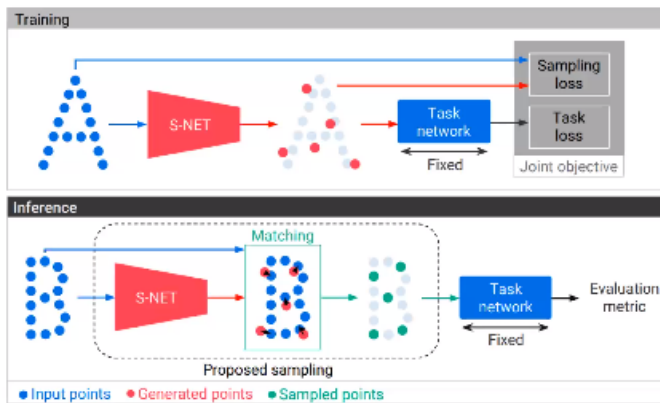 Training
S-NET
Task
network
Fixed
Sampling
loss
Task
loss
Joint objective
Inference
Matching
S-NET
Task
network
Fixed
Evaluation
metric
Proposed sampling
Input points
Generated points
Sampled points